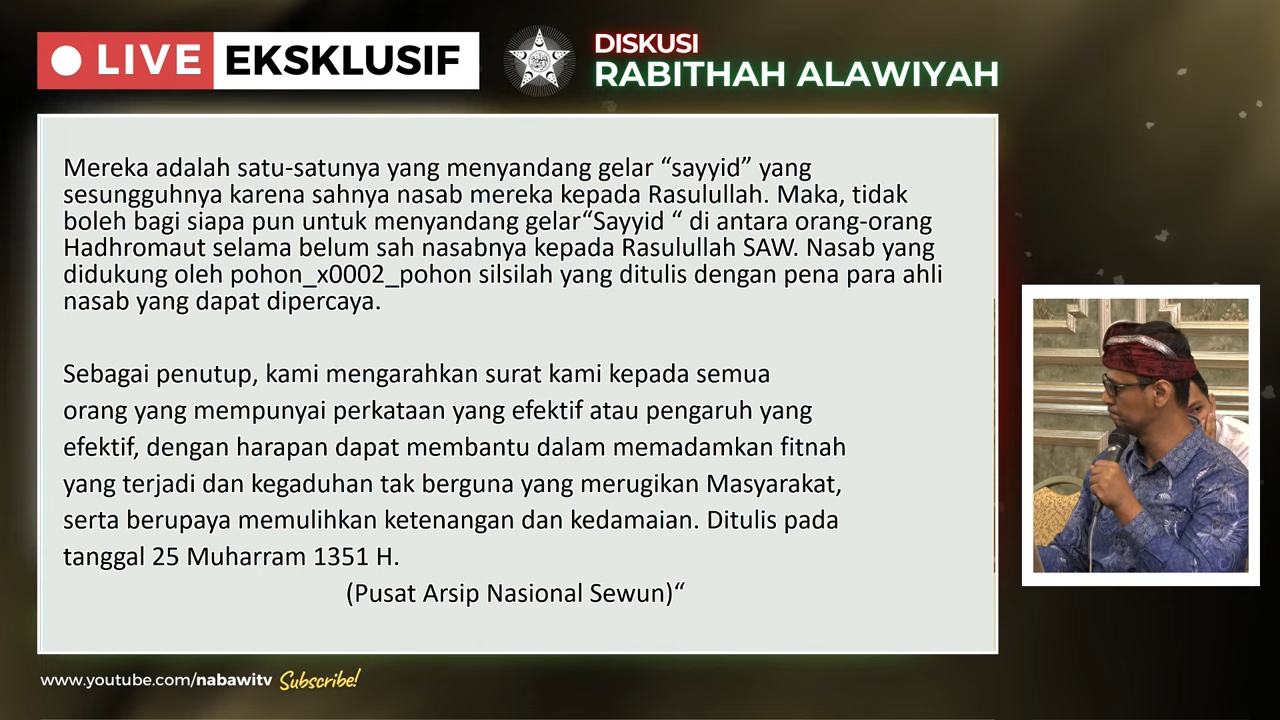 LIVE EKSKLUSIF
DISKUSI
RABITHAH ALAWIYAH
Mereka adalah satu-satunya yang menyandang gelar “sayyid” yang
sesungguhnya karena sahnya nasab mereka kepada Rasulullah. Maka, tidak
boleh bagi siapa pun untuk menyandang gelar“Sayyid “ di antara orang-orang
Hadhromaut selama belum sah nasabnya kepada Rasulullah SAW. Nasab yang
didukung oleh pohon_x0002_pohon silsilah yang ditulis dengan pena para ahli
nasab yang dapat dipercaya.
Sebagai penutup, kami mengarahkan surat kami kepada semua
orang yang mempunyai perkataan yang efektif atau pengaruh yang
efektif, dengan harapan dapat membantu dalam memadamkan fitnah
yang terjadi dan kegaduhan tak berguna yang merugikan Masyarakat,
serta berupaya memulihkan ketenangan dan kedamaian. Ditulis pada
tanggal 25 Muharram 1351 H.
(Pusat Arsip Nasional Sewun)“
www.youtube.com/nabawitv Subscribe!